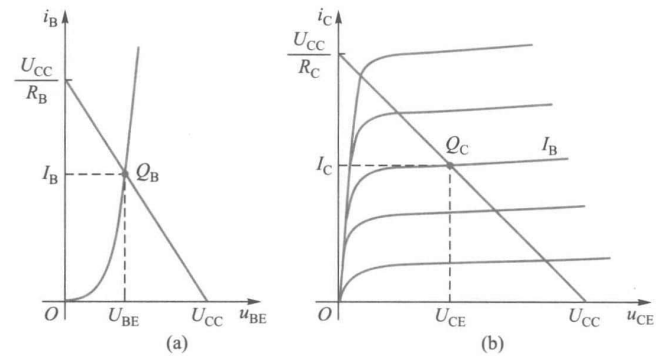 i_B
U_CC
R_B
I_B
Q_B
O
U_BE
U_CC
u_BE
(a)
i_C
U_CC
R_C
I_C
Q_C
I_B
O
U_CE
U_CC
u_CE
(b)